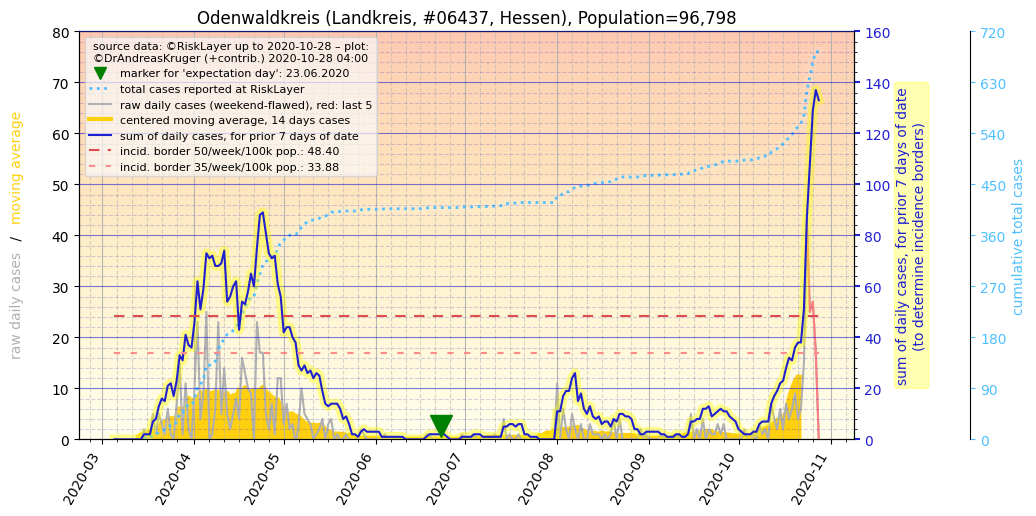 Odenwaldkreis (Landkreis, #06437, Hessen), Population=96,798
source data: ©RiskLayer up to 2020-10-28 – plot:
©DrAndreasKruger (+contrib.) 2020-10-28 04:00
marker for 'expectation day': 23.06.2020
total cases reported at RiskLayer
raw daily cases (weekend-flawed), red: last 5
centered moving average, 14 days cases
sum of daily cases, for prior 7 days of date
incid. border 50/week/100k pop.: 48.40
incid. border 35/week/100k pop.: 33.88
raw daily cases / moving average
80
70
60
50
40
30
20
10
0
160
140
120
100
80
60
40
20
0
sum of daily cases, for prior 7 days of date
(to determine incidence borders)
720
630
540
450
360
270
180
90
0
cumulative total cases
2020-03
2020-04
2020-05
2020-06
2020-07
2020-08
2020-09
2020-10
2020-11